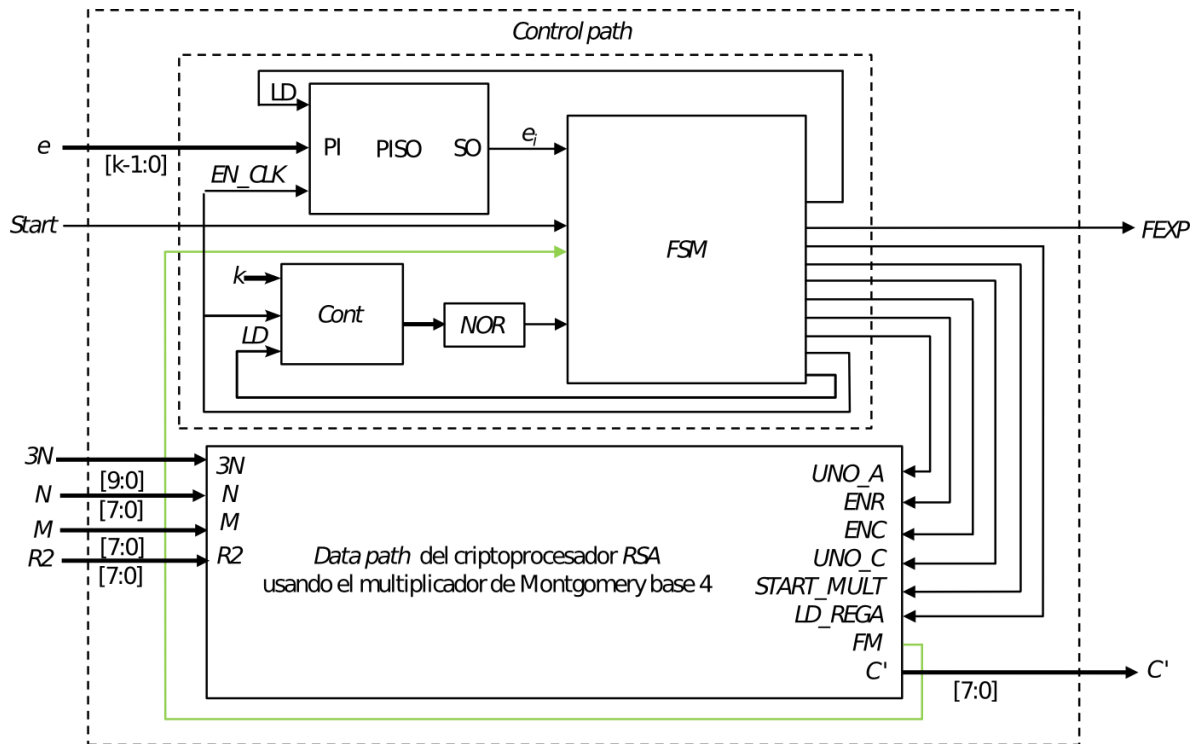 Control path
LD
e
[k-1:0]
PI PISO SO
e_i
EN_CLK
Start
FSM
FEXP
k
Cont
NOR
LD
3N
[9:0]
N
[7:0]
M
[7:0]
R2
[7:0]
3N
N
M
R2
Data path del criptoprocesador RSA
usando el multiplicador de Montgomery base 4
UNO_A
ENR
ENC
UNO_C
START_MULT
LD_REGA
FM
C'
[7:0]
C'